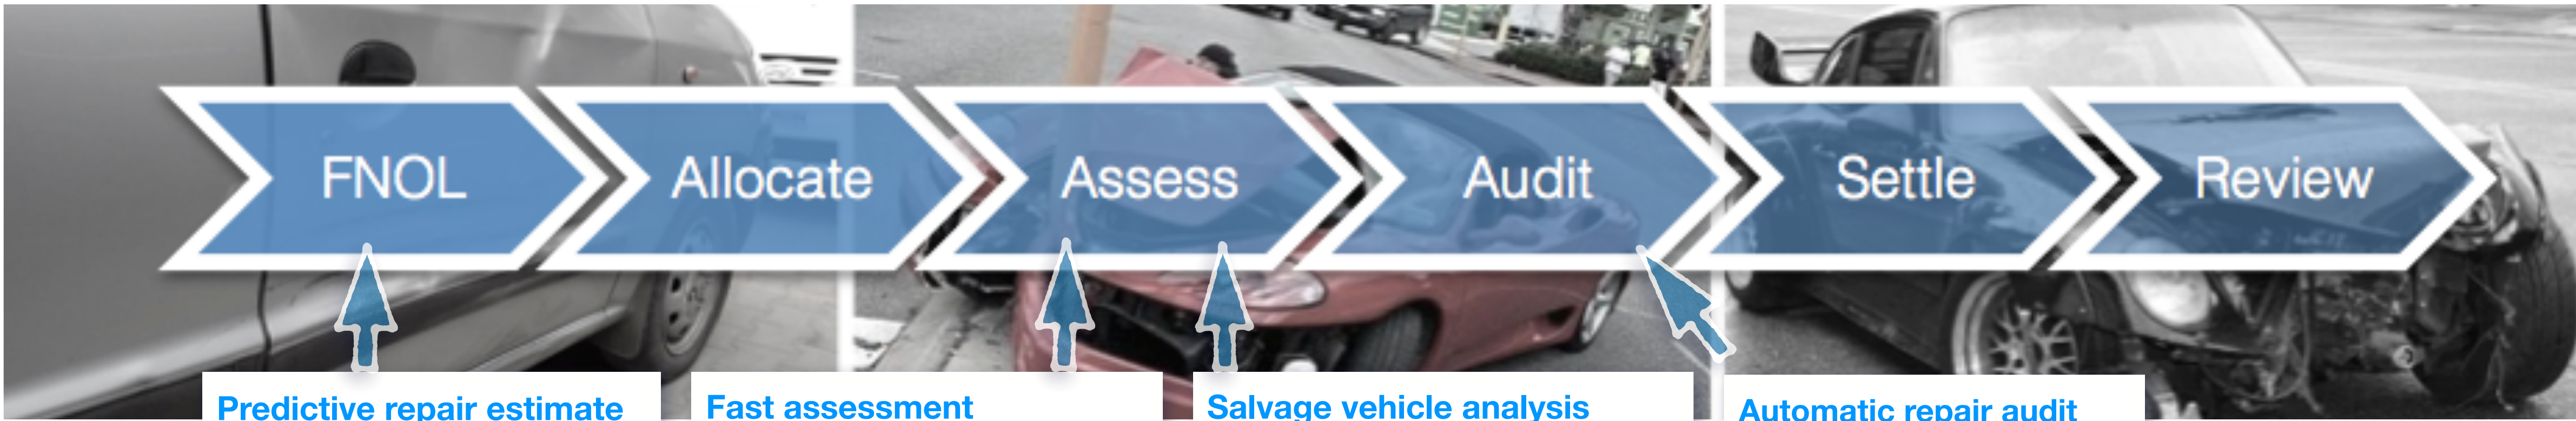 FNOL
Allocate
Assess
Audit
Settle
Review
Predictive repair estimate
Fast assessment
Salvage vehicle analysis
Automatic repair audit